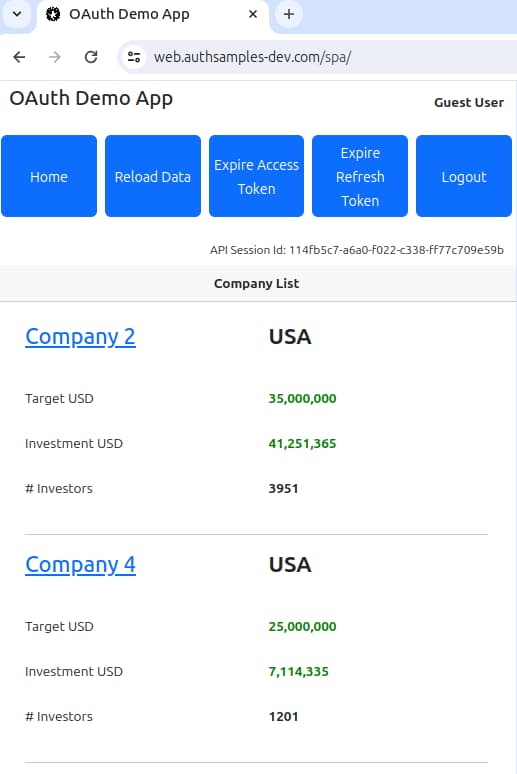 OAuth Demo App
web.authsamples-dev.com/spa/
OAuth Demo App
Guest User
Home
Reload Data
Expire Access
Token
Expire
Refresh
Token
Logout
API Session Id: 114fb5c7-a6a0-f022-c338-ff77c709e59b
Company List
Company 2 USA
Target USD 35,000,000
Investment USD 41,251,365
# Investors 3951
Company 4 USA
Target USD 25,000,000
Investment USD 7,114,335
# Investors 1201